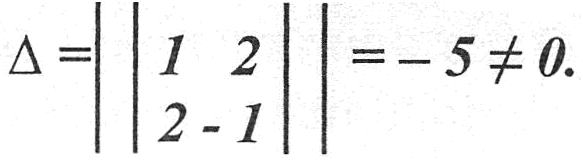 Δ = | | 1 2 | | = – 5 ≠ 0.
2 - 1